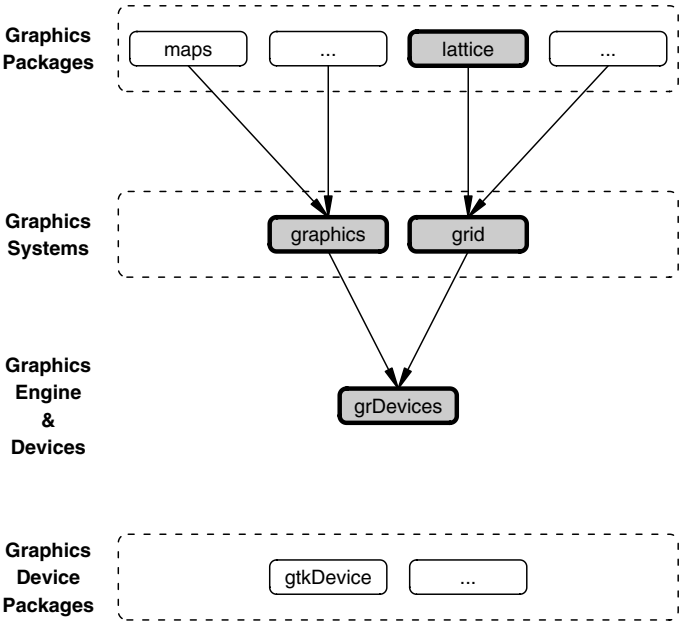 Graphics
Packages
maps
...
lattice
...
Graphics
Systems
graphics
grid
Graphics
Engine
&
Devices
grDevices
Graphics
Device
Packages
gtkDevice
...